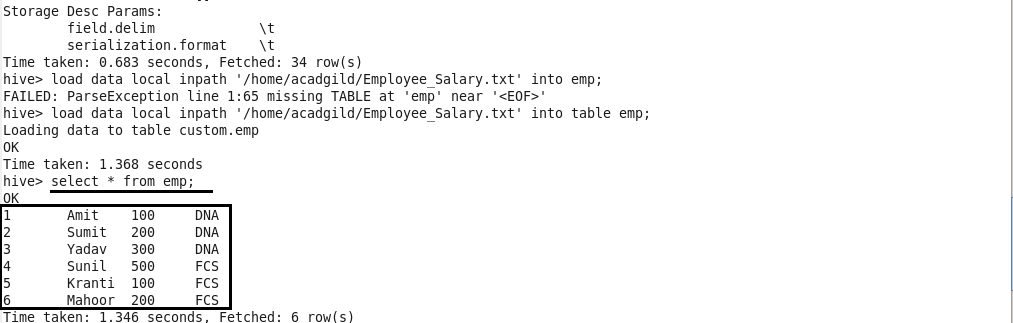 Storage Desc Params:
field.delim \t
serialization.format \t
Time taken: 0.683 seconds, Fetched: 34 row(s)
hive> load data local inpath '/home/acadgild/Employee_Salary.txt' into emp;
FAILED: ParseException line 1:65 missing TABLE at 'emp' near '<EOF>'
hive> load data local inpath '/home/acadgild/Employee_Salary.txt' into table emp;
Loading data to table custom.emp
OK
Time taken: 1.368 seconds
hive> select * from emp;
OK
1 Amit 100 DNA
2 Sumit 200 DNA
3 Yadav 300 DNA
4 Sunil 500 FCS
5 Kranti 100 FCS
6 Mahoor 200 FCS
Time taken: 1.346 seconds, Fetched: 6 row(s)